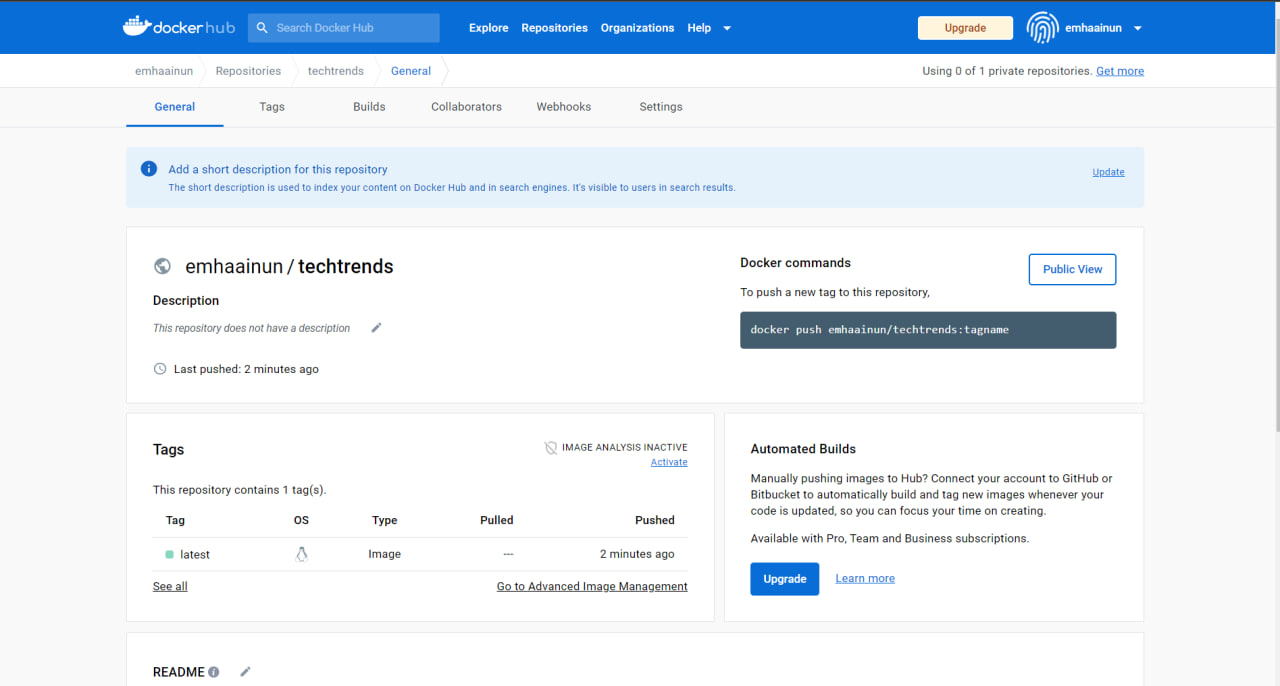 docker hub
Search Docker Hub
Explore Repositories Organizations Help
Upgrade
emhaainun
emhaainun Repositories techtrends General
Using 0 of 1 private repositories. Get more
General Tags Builds Collaborators Webhooks Settings
Add a short description for this repository
The short description is used to index your content on Docker Hub and in search engines. It's visible to users in search results.
Update
emhaainun / techtrends
Description
This repository does not have a description
Last pushed: 2 minutes ago
Docker commands
Public View
To push a new tag to this repository,
docker push emhaainun/techtrends:tagname
Tags
IMAGE ANALYSIS INACTIVE
Activate
This repository contains 1 tag(s).
Tag OS Type Pulled Pushed
latest Image --- 2 minutes ago
See all Go to Advanced Image Management
Automated Builds
Manually pushing images to Hub? Connect your account to GitHub or
Bitbucket to automatically build and tag new images whenever your
code is updated, so you can focus your time on creating.
Available with Pro, Team and Business subscriptions.
Upgrade Learn more
README